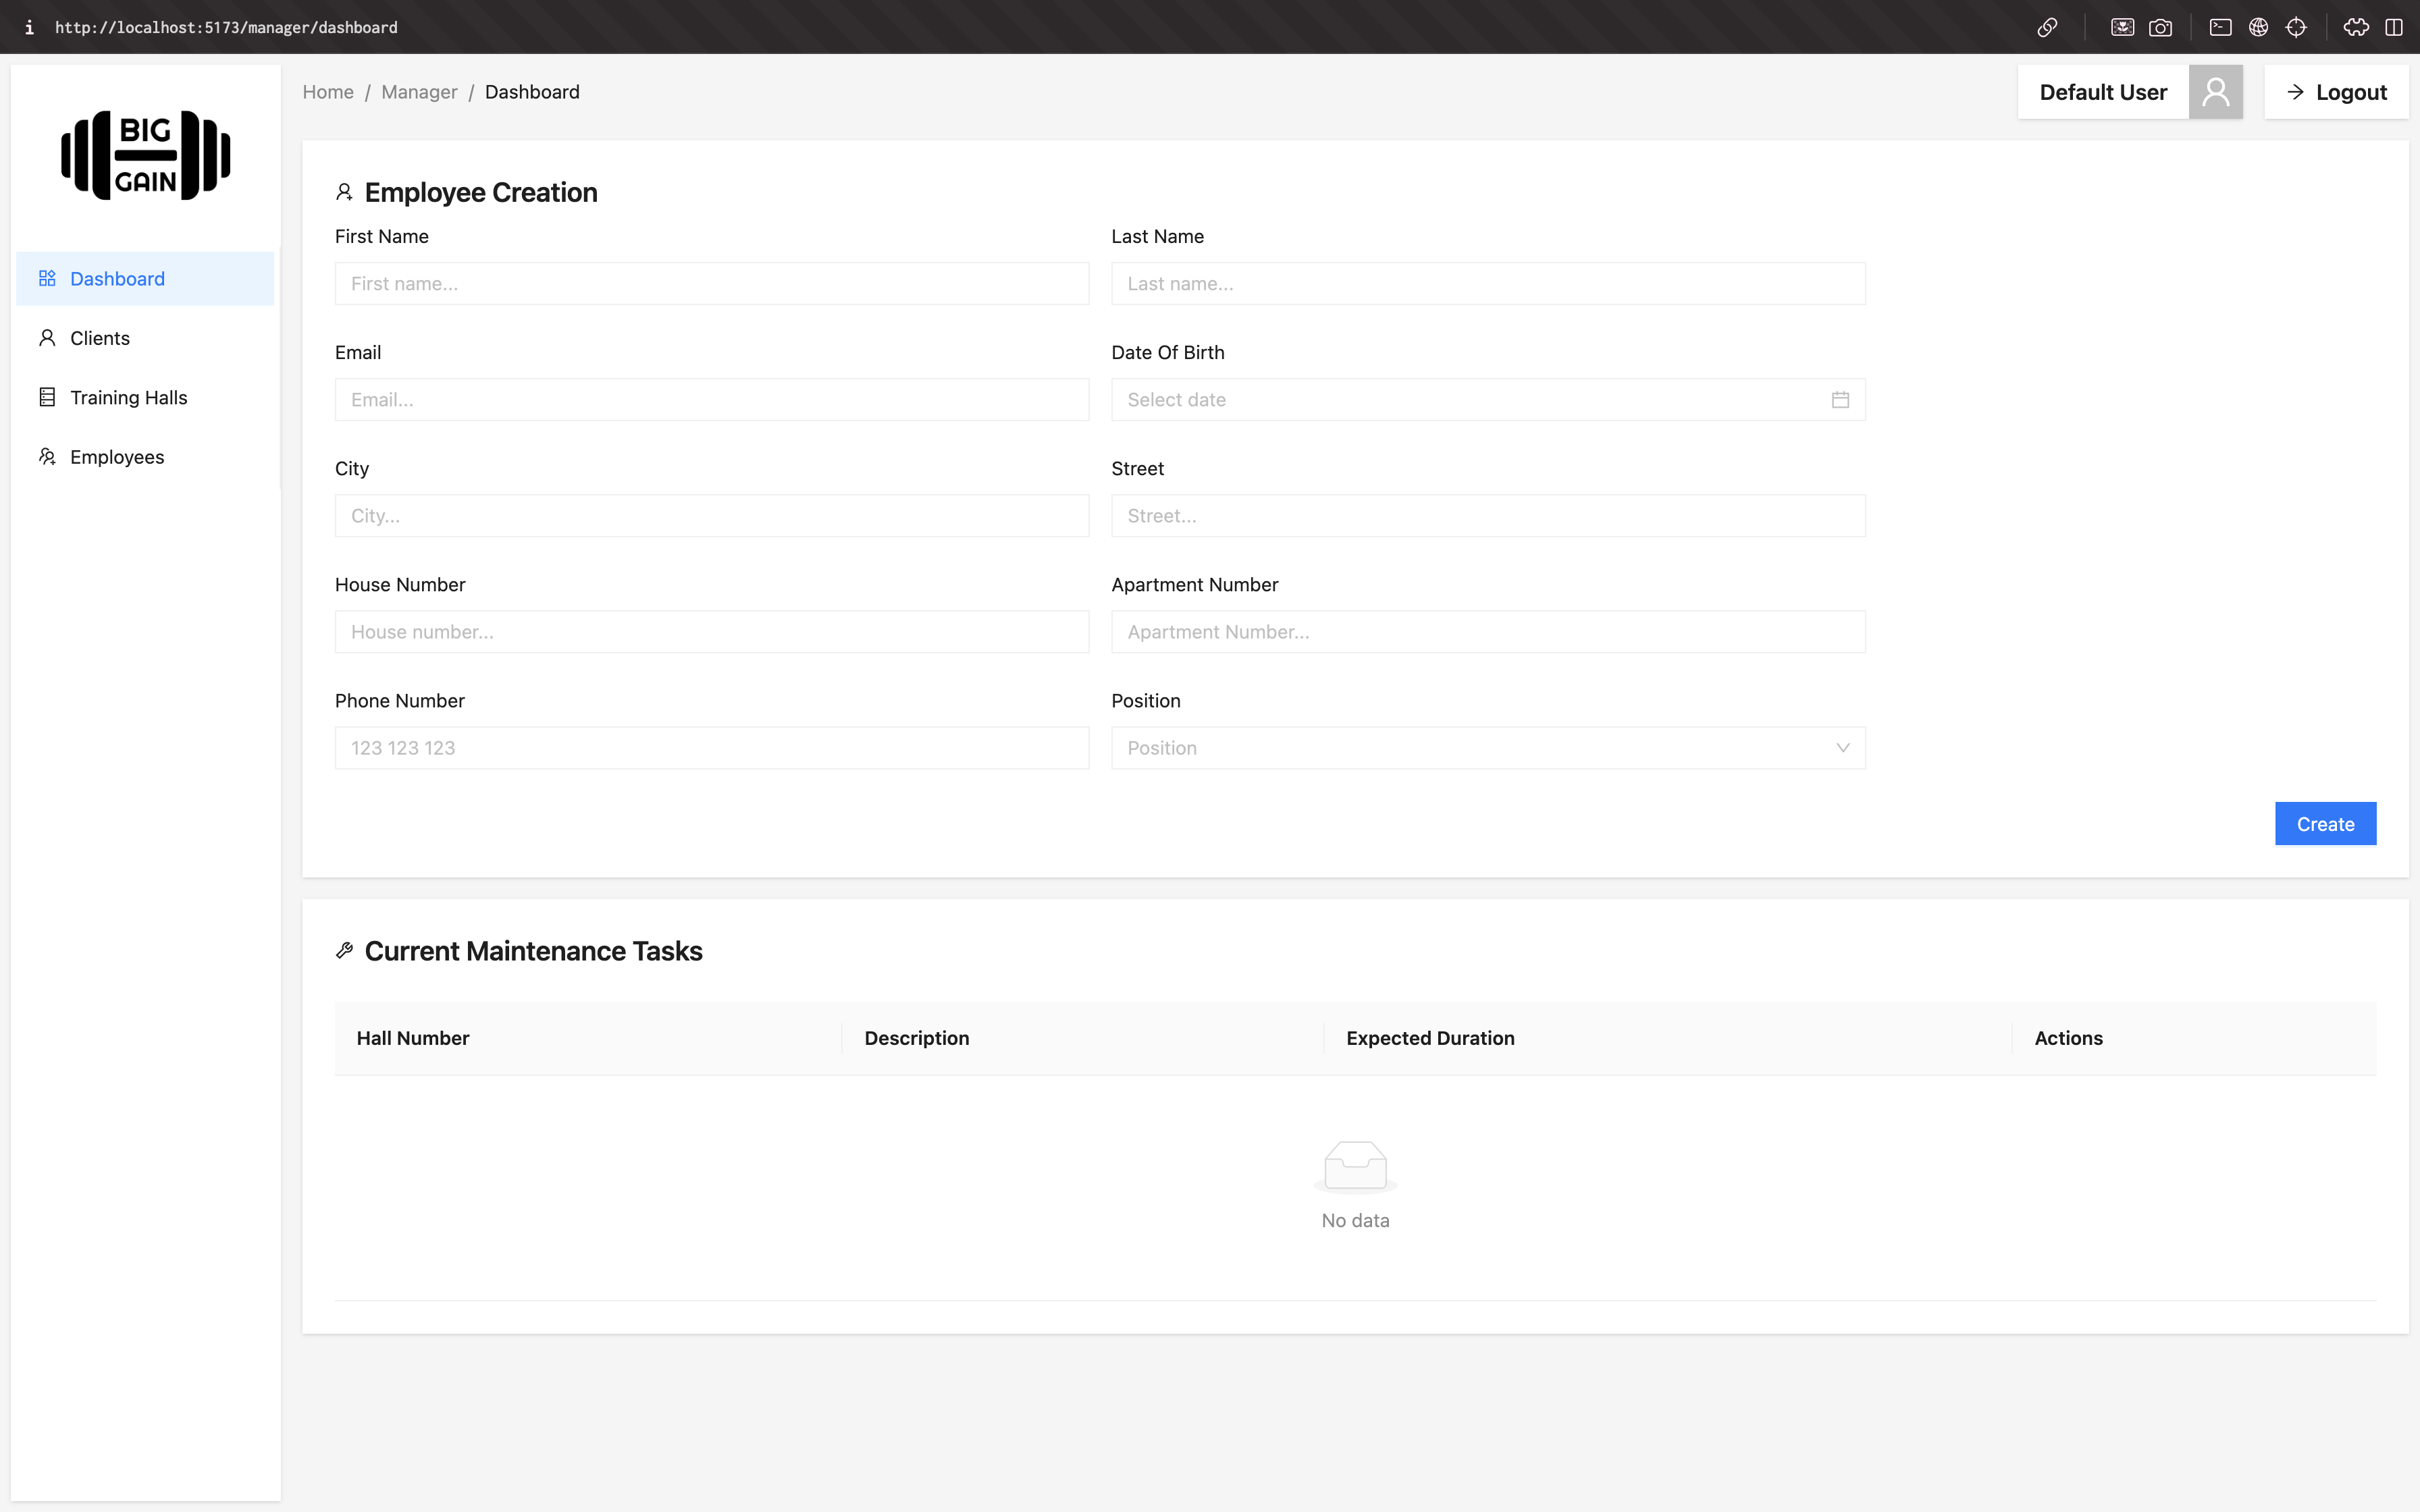 http://localhost:5173/manager/dashboard
BIG
GAIN
Home / Manager / Dashboard
Default User
Logout
Dashboard
Clients
Training Halls
Employees
Employee Creation
First Name
Last Name
First name...
Last name...
Email
Date Of Birth
Email...
Select date
City
Street
City...
Street...
House Number
Apartment Number
House number...
Apartment Number...
Phone Number
Position
123 123 123
Position
Create
Current Maintenance Tasks
Hall Number
Description
Expected Duration
Actions
No data